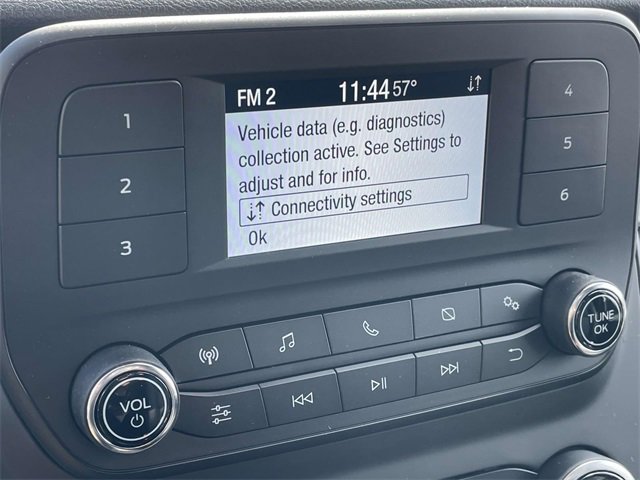 FM 2 11:44 57°
Vehicle data (e.g. diagnostics)
collection active. See Settings to
adjust and for info.
Connectivity settings
Ok
1
2
3
4
5
6
VOL
TUNE
OK